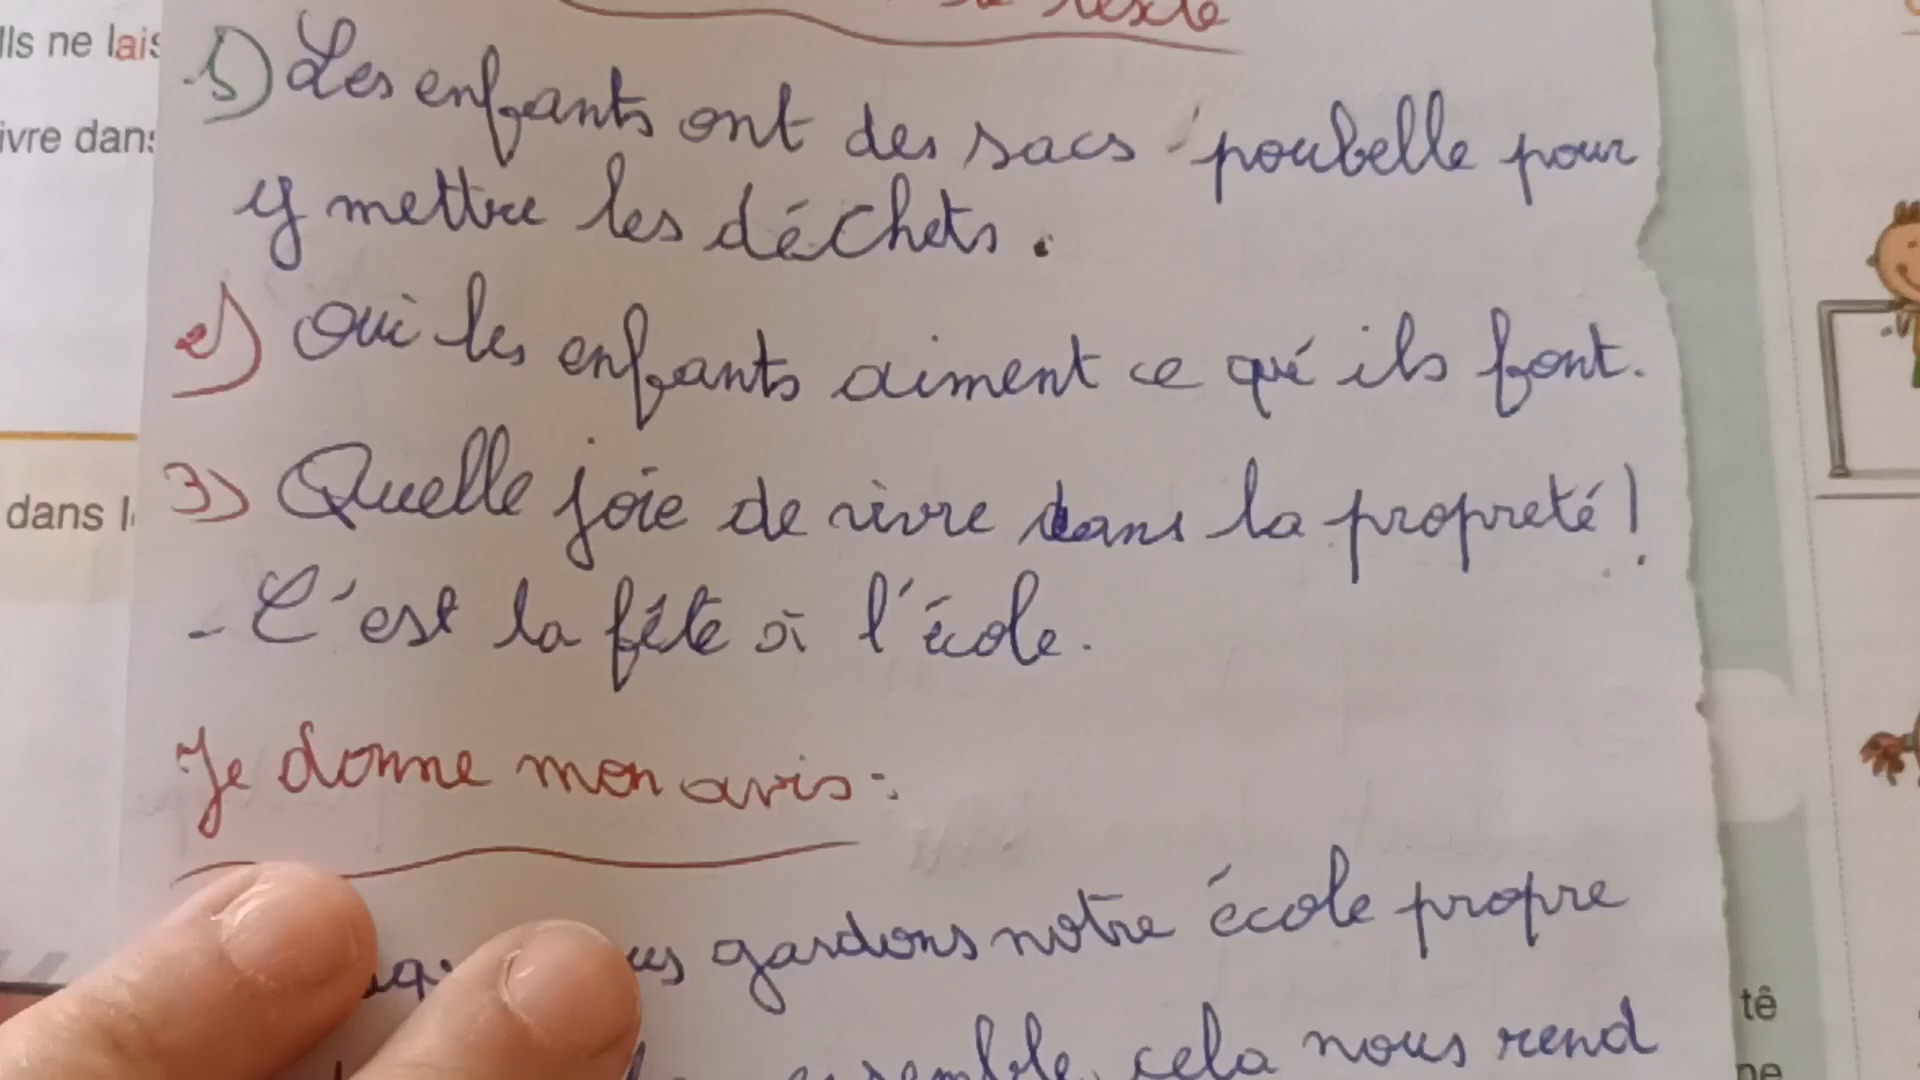 texte
1) Les enfants ont des sacs poubelle pour
y mettre les déchets.
2) Oui les enfants aiment ce qu'ils font.
3) Quelle joie de vivre dans la propreté!
- C'est la fête à l'école.
Je donne mon avis:
gardons notre école propre
cela nous rend
Ils ne lais
ivre dans
dans l
tê
ne